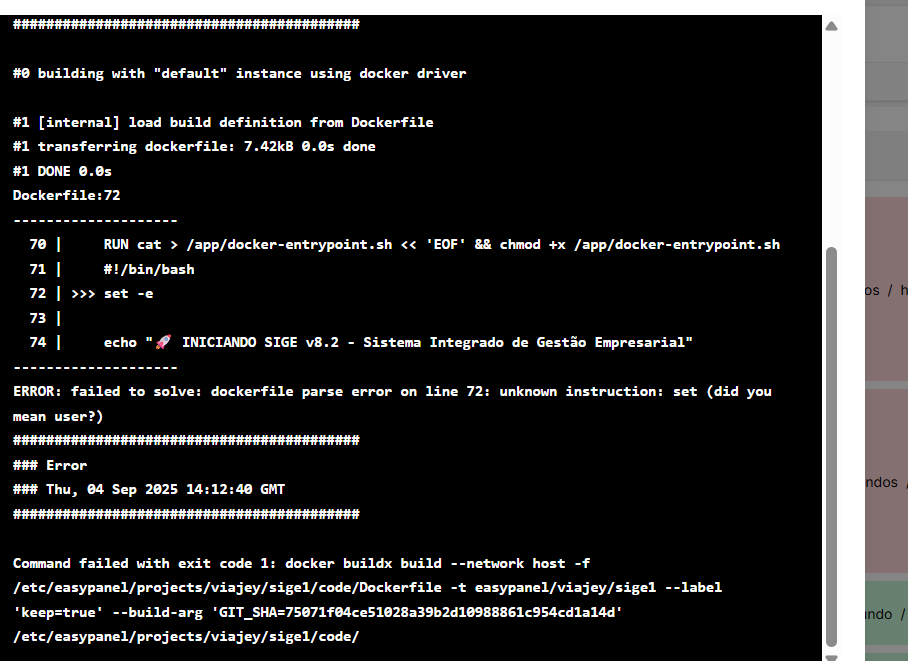 ##########################################
#0 building with "default" instance using docker driver
#1 [internal] load build definition from Dockerfile
#1 transferring dockerfile: 7.42kB 0.0s done
#1 DONE 0.0s
Dockerfile:72
--------------------
70 |     RUN cat > /app/docker-entrypoint.sh << 'EOF' && chmod +x /app/docker-entrypoint.sh
71 |     #!/bin/bash
72 | >>> set -e
73 |
74 |     echo "🚀 INICIANDO SIGE v8.2 - Sistema Integrado de Gestão Empresarial"
--------------------
ERROR: failed to solve: dockerfile parse error on line 72: unknown instruction: set (did you
mean user?)
##########################################
### Error
### Thu, 04 Sep 2025 14:12:40 GMT
##########################################
Command failed with exit code 1: docker buildx build --network host -f
/etc/easypanel/projects/viajey/sige1/code/Dockerfile -t easypanel/viajey/sige1 --label
'keep=true' --build-arg 'GIT_SHA=75071f04ce51028a39b2d10988861c954cd1a14d'
/etc/easypanel/projects/viajey/sige1/code/
os / h
ndos /
ndo /